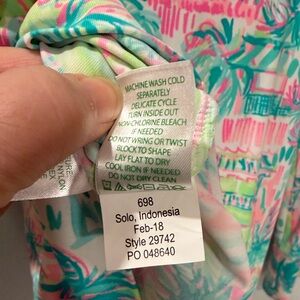 MACHINE WASH COLD
SEPARATELY
DELICATE CYCLE
TURN INSIDE OUT
NON-CHLORINE BLEACH
IF NEEDED
DO NOT WRING OR TWIST
BLOCK TO SHAPE
LAY FLAT TO DRY
COOL IRON IF NEEDED
DO NOT DRY CLEAN
698
Solo, Indonesia
Feb-18
Style 29742
PO 048640